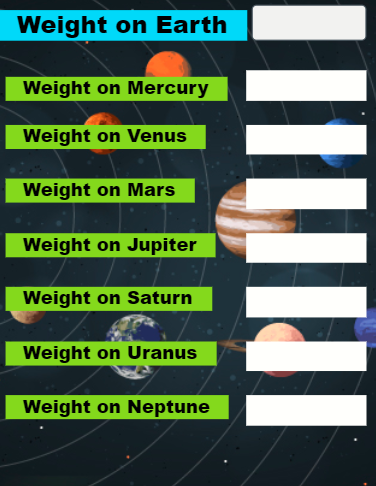 Weight on Earth
Weight on Mercury
Weight on Venus
Weight on Mars
Weight on Jupiter
Weight on Saturn
Weight on Uranus
Weight on Neptune